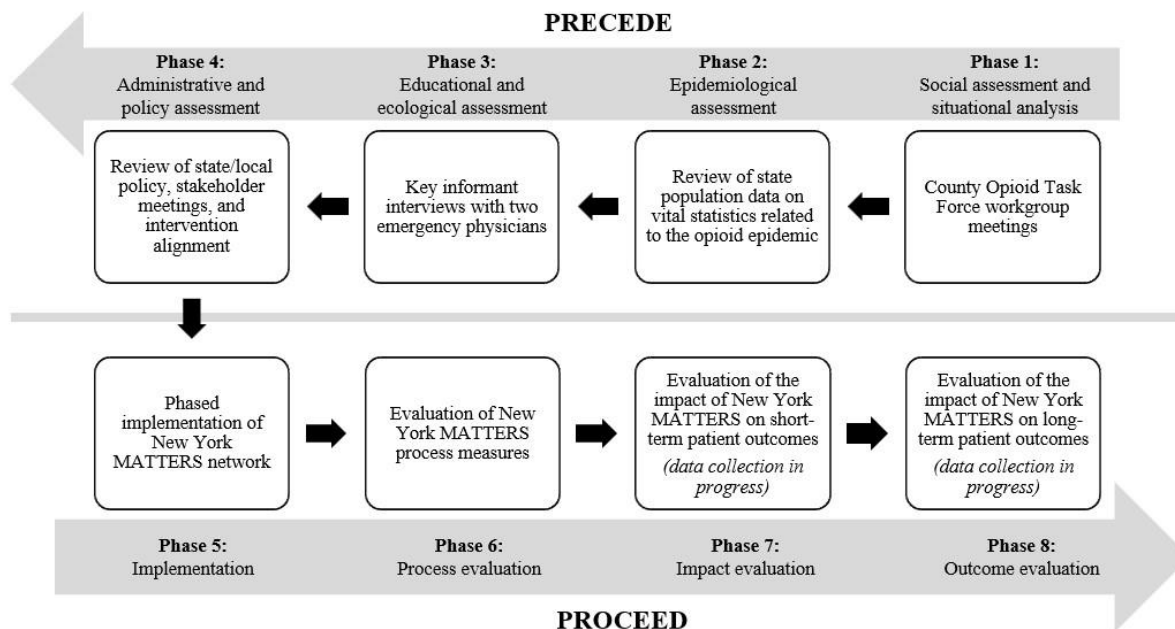 PRECEDE
Phase 4:
Administrative and
policy assessment
Phase 3:
Educational and
ecological assessment
Phase 2:
Epidemiological
assessment
Phase 1:
Social assessment and
situational analysis
Review of state/local
policy, stakeholder
meetings, and
intervention
alignment
Key informant
interviews with two
emergency physicians
Review of state
population data on
vital statistics related
to the opioid epidemic
County Opioid Task
Force workgroup
meetings
Phased
implementation of
New York
MATTERS network
Evaluation of New
York MATTERS
process measures
Evaluation of the
impact of New York
MATTERS on short-
term patient outcomes
(data collection in
progress)
Evaluation of the
impact of New York
MATTERS on long-
term patient outcomes
(data collection in
progress)
Phase 5:
Implementation
Phase 6:
Process evaluation
Phase 7:
Impact evaluation
Phase 8:
Outcome evaluation
PROCEED